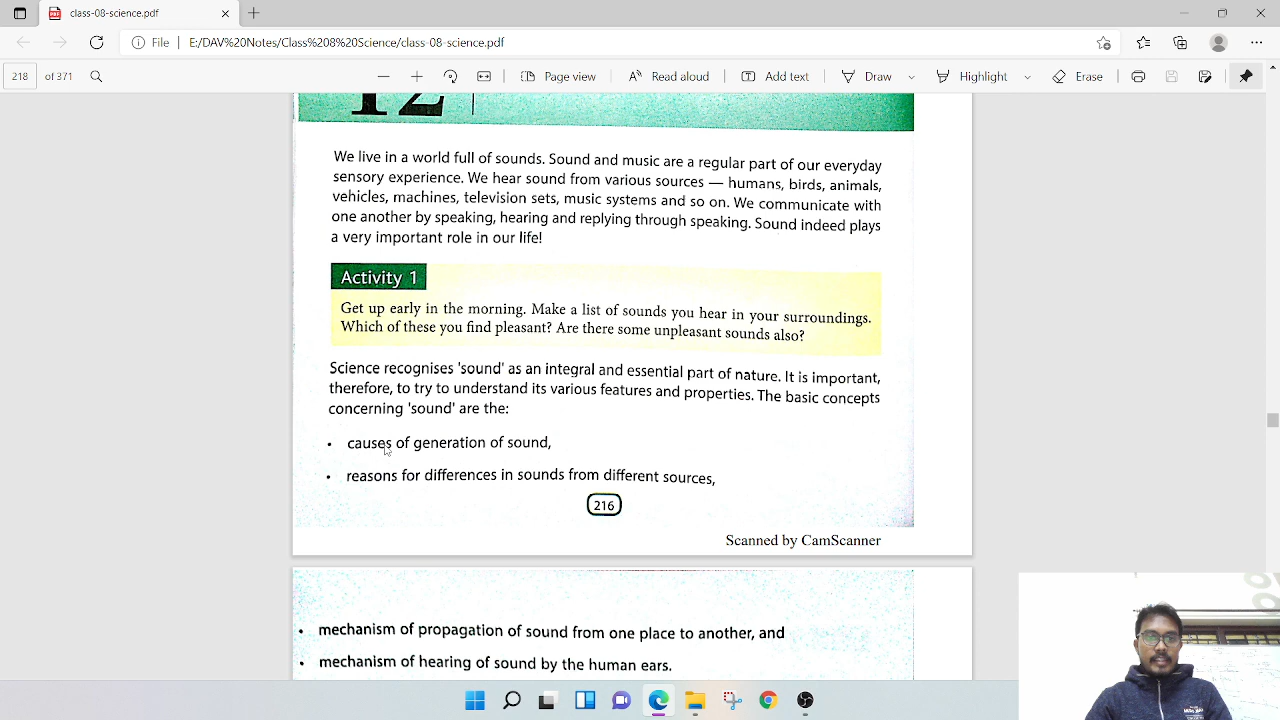 class-08-science.pdf
File | E:/DAV%20Notes/Class%208%20Science/class-08-science.pdf
218 of 371 Page view Read aloud Add text Draw Highlight Erase
12
We live in a world full of sounds. Sound and music are a regular part of our everyday
sensory experience. We hear sound from various sources — humans, birds, animals,
vehicles, machines, television sets, music systems and so on. We communicate with
one another by speaking, hearing and replying through speaking. Sound indeed plays
a very important role in our life!
Activity 1
Get up early in the morning. Make a list of sounds you hear in your surroundings.
Which of these you find pleasant? Are there some unpleasant sounds also?
Science recognises 'sound' as an integral and essential part of nature. It is important,
therefore, to try to understand its various features and properties. The basic concepts
concerning 'sound' are the:
• causes of generation of sound,
• reasons for differences in sounds from different sources,
216
Scanned by CamScanner
• mechanism of propagation of sound from one place to another, and
• mechanism of hearing of sound by the human ears.